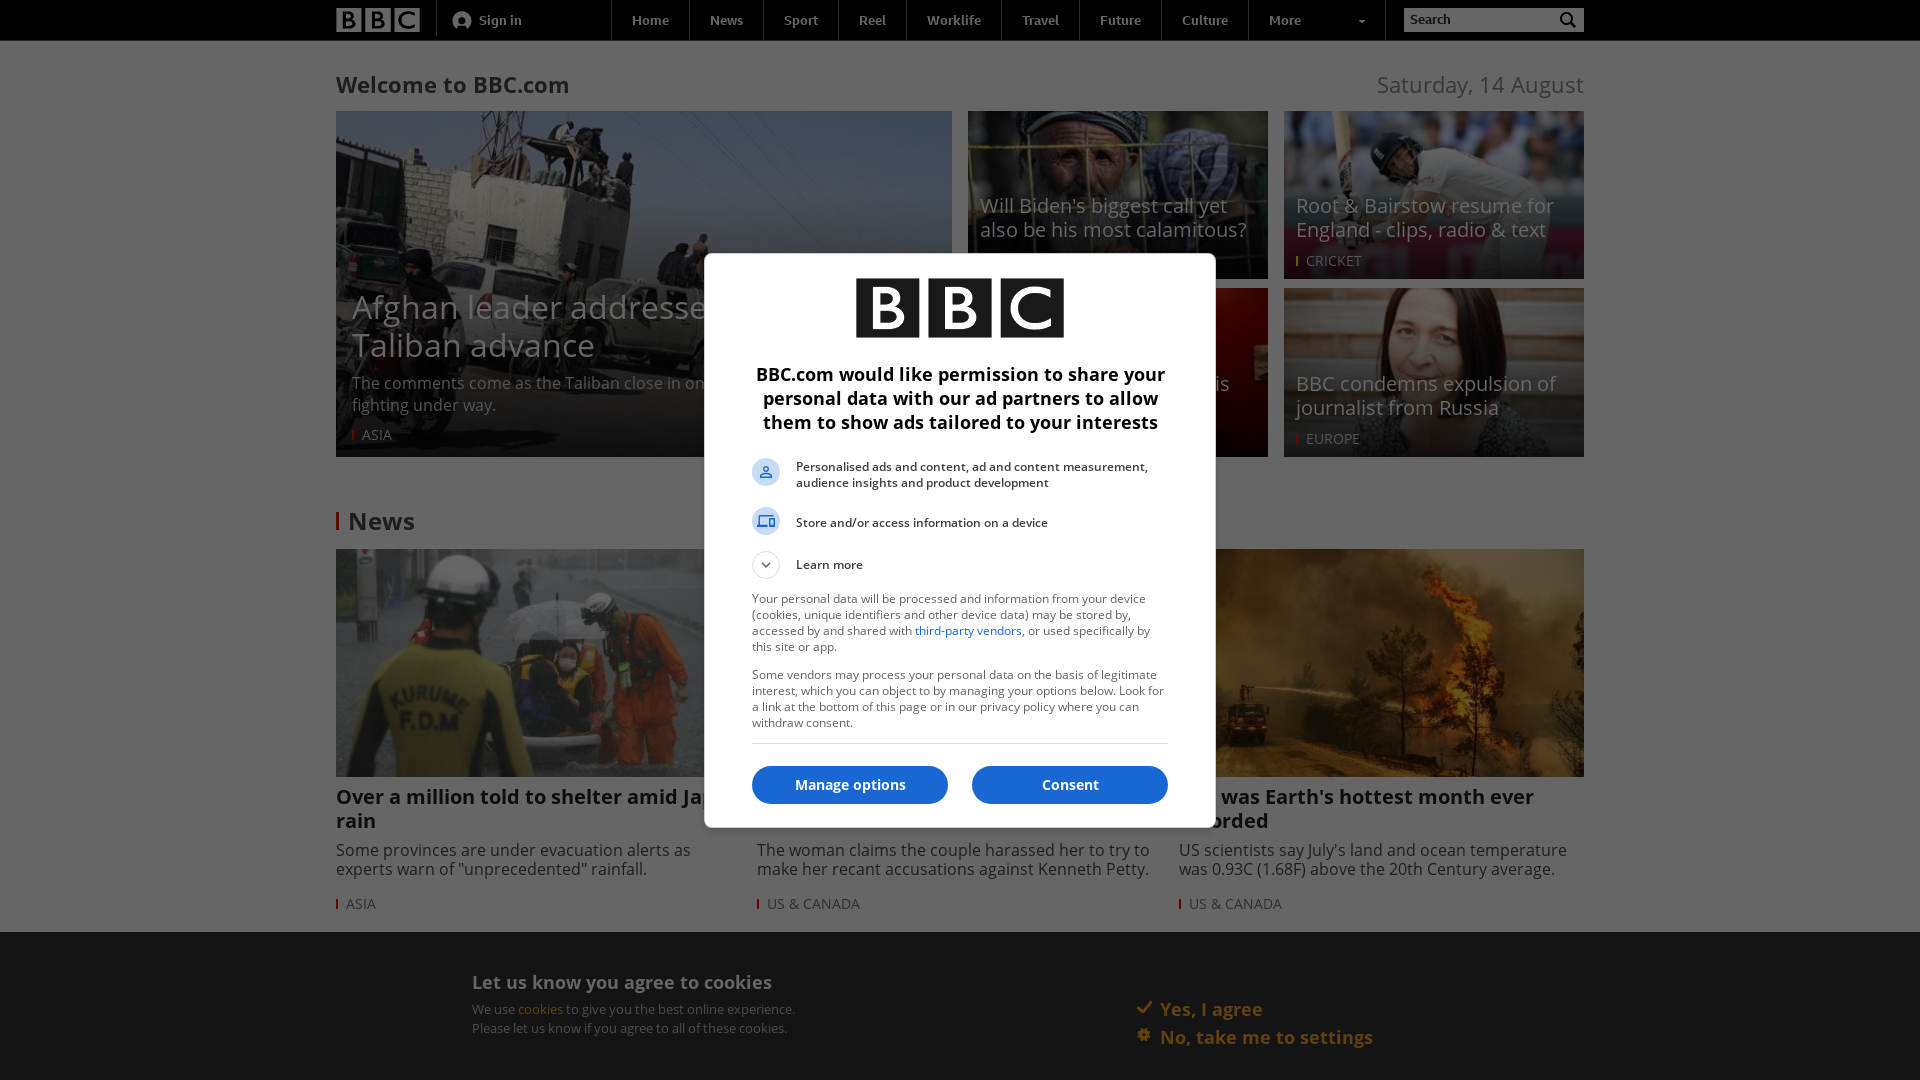 BBC
Sign in
Home
News
Sport
Reel
Worklife
Travel
Future
Culture
More
Search
Welcome to BBC.com
Saturday, 14 August
Afghan leader addresse
Taliban advance
The comments come as the Taliban close in on
fighting under way.
ASIA
Will Biden's biggest call yet
also be his most calamitous?
Root & Bairstow resume for
England - clips, radio & text
CRICKET
is
BBC condemns expulsion of
journalist from Russia
EUROPE
BBC
BBC.com would like permission to share your
personal data with our ad partners to allow
them to show ads tailored to your interests
Personalised ads and content, ad and content measurement,
audience insights and product development
Store and/or access information on a device
Learn more
Your personal data will be processed and information from your device
(cookies, unique identifiers and other device data) may be stored by,
accessed by and shared with third-party vendors, or used specifically by
this site or app.
Some vendors may process your personal data on the basis of legitimate
interest, which you can object to by managing your options below. Look for
a link at the bottom of this page or in our privacy policy where you can
withdraw consent.
Manage options
Consent
News
KURUME
F.D.M
Over a million told to shelter amid Ja
rain
Some provinces are under evacuation alerts as
experts warn of "unprecedented" rainfall.
ASIA
The woman claims the couple harassed her to try to
make her recant accusations against Kenneth Petty.
US & CANADA
was Earth's hottest month ever
orded
US scientists say July's land and ocean temperature
was 0.93C (1.68F) above the 20th Century average.
US & CANADA
Let us know you agree to cookies
We use cookies to give you the best online experience.
Please let us know if you agree to all of these cookies.
Yes, I agree
No, take me to settings